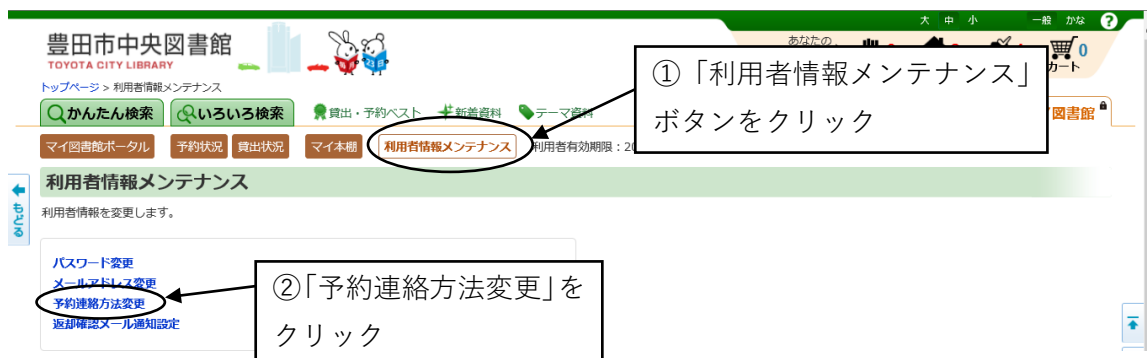 大 中 小 一般 かな ?
豊田市中央図書館
TOYOTA CITY LIBRARY
あなたの
0
カート
トップページ > 利用者情報メンテナンス
かんたん検索 いろいろ検索 貸出・予約ベスト 新着資料 テーマ資料
図書館
①「利用者情報メンテナンス」
ボタンをクリック
マイ図書館ポータル 予約状況 貸出状況 マイ本棚 利用者情報メンテナンス 利用者有効期限:20
利用者情報メンテナンス
もどる
利用者情報を変更します。
パスワード変更
メールアドレス変更
予約連絡方法変更
返却確認メール通知設定
②「予約連絡方法変更」を
クリック